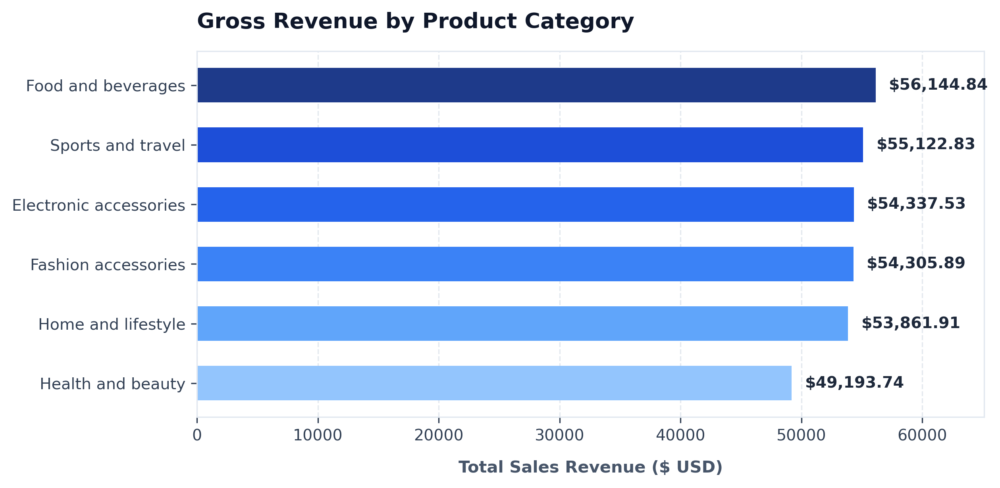 Gross Revenue by Product Category
Food and beverages $56,144.84
Sports and travel $55,122.83
Electronic accessories $54,337.53
Fashion accessories $54,305.89
Home and lifestyle $53,861.91
Health and beauty $49,193.74
0 10000 20000 30000 40000 50000 60000
Total Sales Revenue ($ USD)